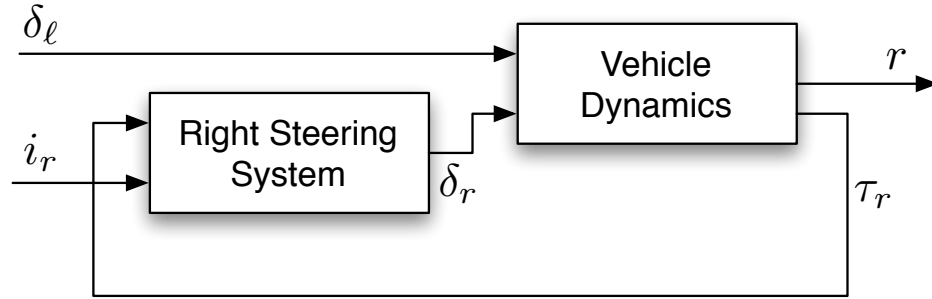 δ_ℓ
Vehicle
Dynamics
r
Right Steering
System
i_r
δ_r
τ_r